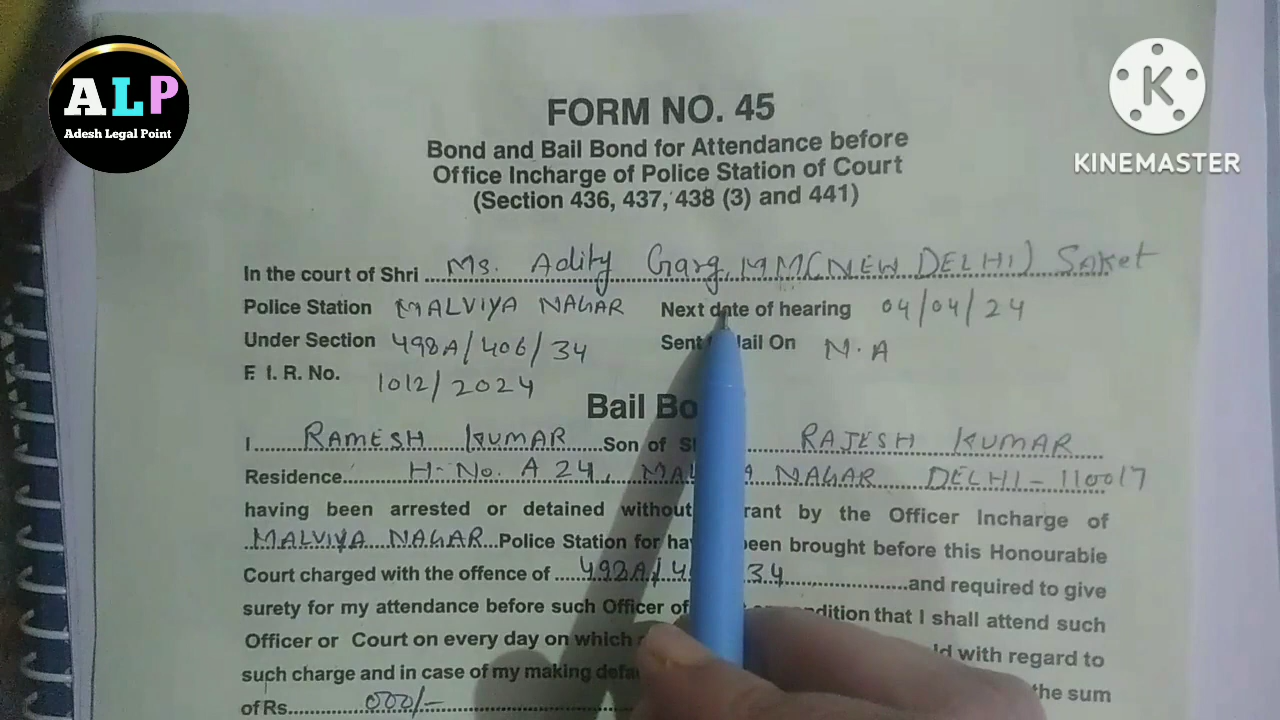 ALP
Adesh Legal Point
KINEMASTER
FORM NO. 45
Bond and Bail Bond for Attendance before
Office Incharge of Police Station of Court
(Section 436, 437, 438 (3) and 441)
In the court of Shri Ms. Adity Garg, MM(NEW DELHI) Saket
Police Station MALVIYA NAGAR Next date of hearing 04/04/24
Under Section 498A/406/34 Sent Jail On N.A
F. I. R. No. 1012/2024
Bail Bo
I RAMESH KUMAR Son of RAJESH KUMAR
Residence H. No. A 24, MAL NAGAR DELHI-110017
having been arrested or detained without by the Officer Incharge of
MALVIYA NAGAR Police Station for been brought before this Honourable
Court charged with the offence of 498A/4 34 and required to give
surety for my attendance before such Officer of condition that I shall attend such
Officer or Court on every day on which with regard to
such charge and in case of my making the sum
of Rs. 000/-